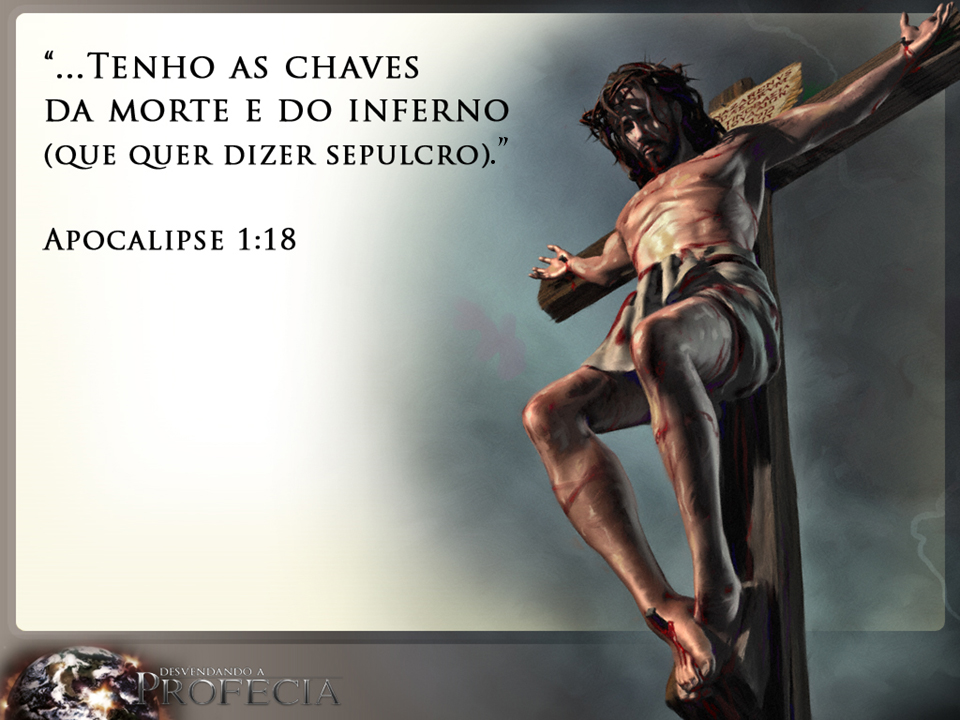 “...Tenho as chaves
da morte e do inferno
(que quer dizer sepulcro).”
Apocalipse 1:18
Desvendando a
Profecia